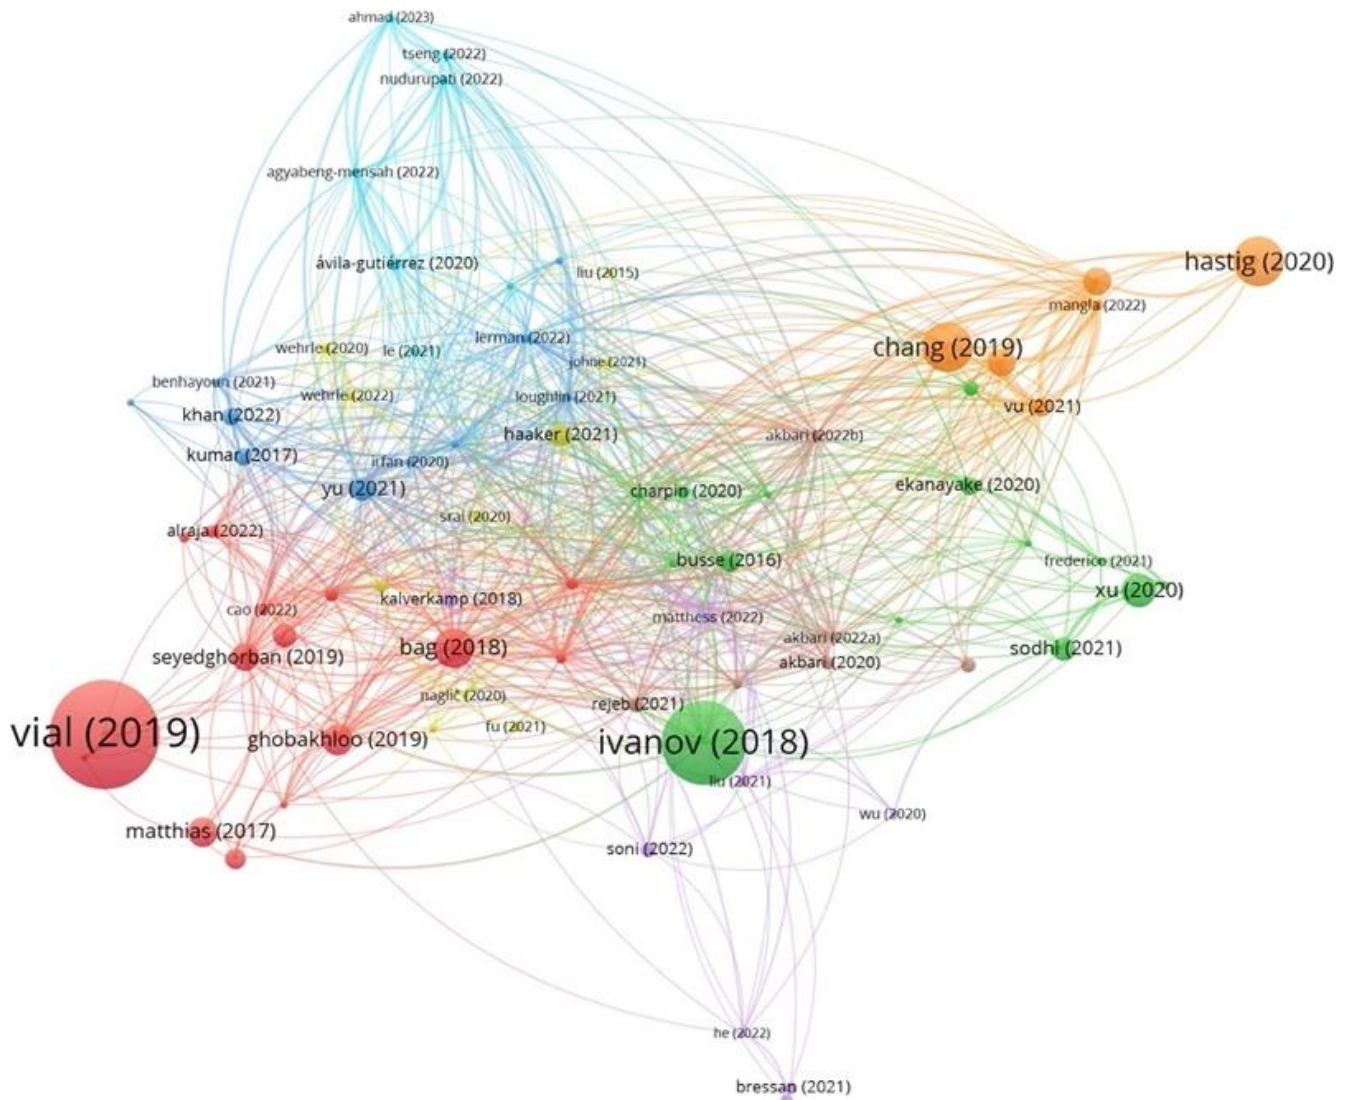 ahmad (2023)
tseng (2022)
nudurupati (2022)
agyabeng-mensah (2022)
ávila-gutiérrez (2020)
liu (2015)
hastig (2020)
mangla (2022)
lerman (2022)
chang (2019)
wehrle (2020)
le (2021)
johne (2021)
benhayoun (2021)
wehrle (2022)
loughlin (2021)
vu (2021)
khan (2022)
haaker (2021)
akbari (2022b)
kumar (2017)
irfan (2020)
yu (2021)
charpin (2020)
ekanayake (2020)
srai (2020)
alraja (2022)
busse (2016)
frederico (2021)
xu (2020)
kalverkamp (2018)
cao (2022)
matthess (2022)
akbari (2022a)
bag (2018)
sodhi (2021)
seyedghorban (2019)
akbari (2020)
naglič (2020)
rejeb (2021)
fu (2021)
vial (2019)
ghobakhloo (2019)
ivanov (2018)
liu (2021)
wu (2020)
matthias (2017)
soni (2022)
he (2022)
bressan (2021)